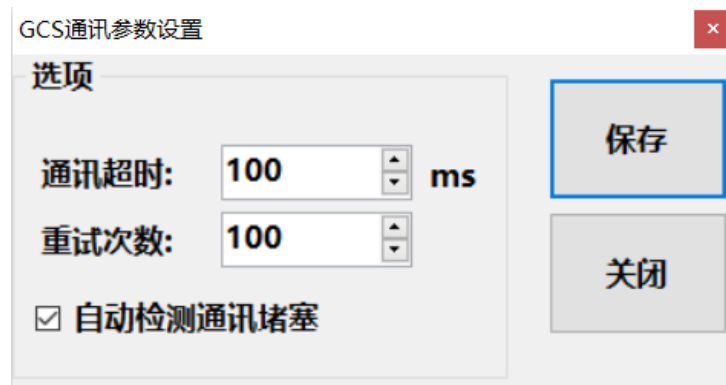 GCS通讯参数设置
选项
通讯超时: 100 ms
重试次数: 100
自动检测通讯堵塞
保存
关闭